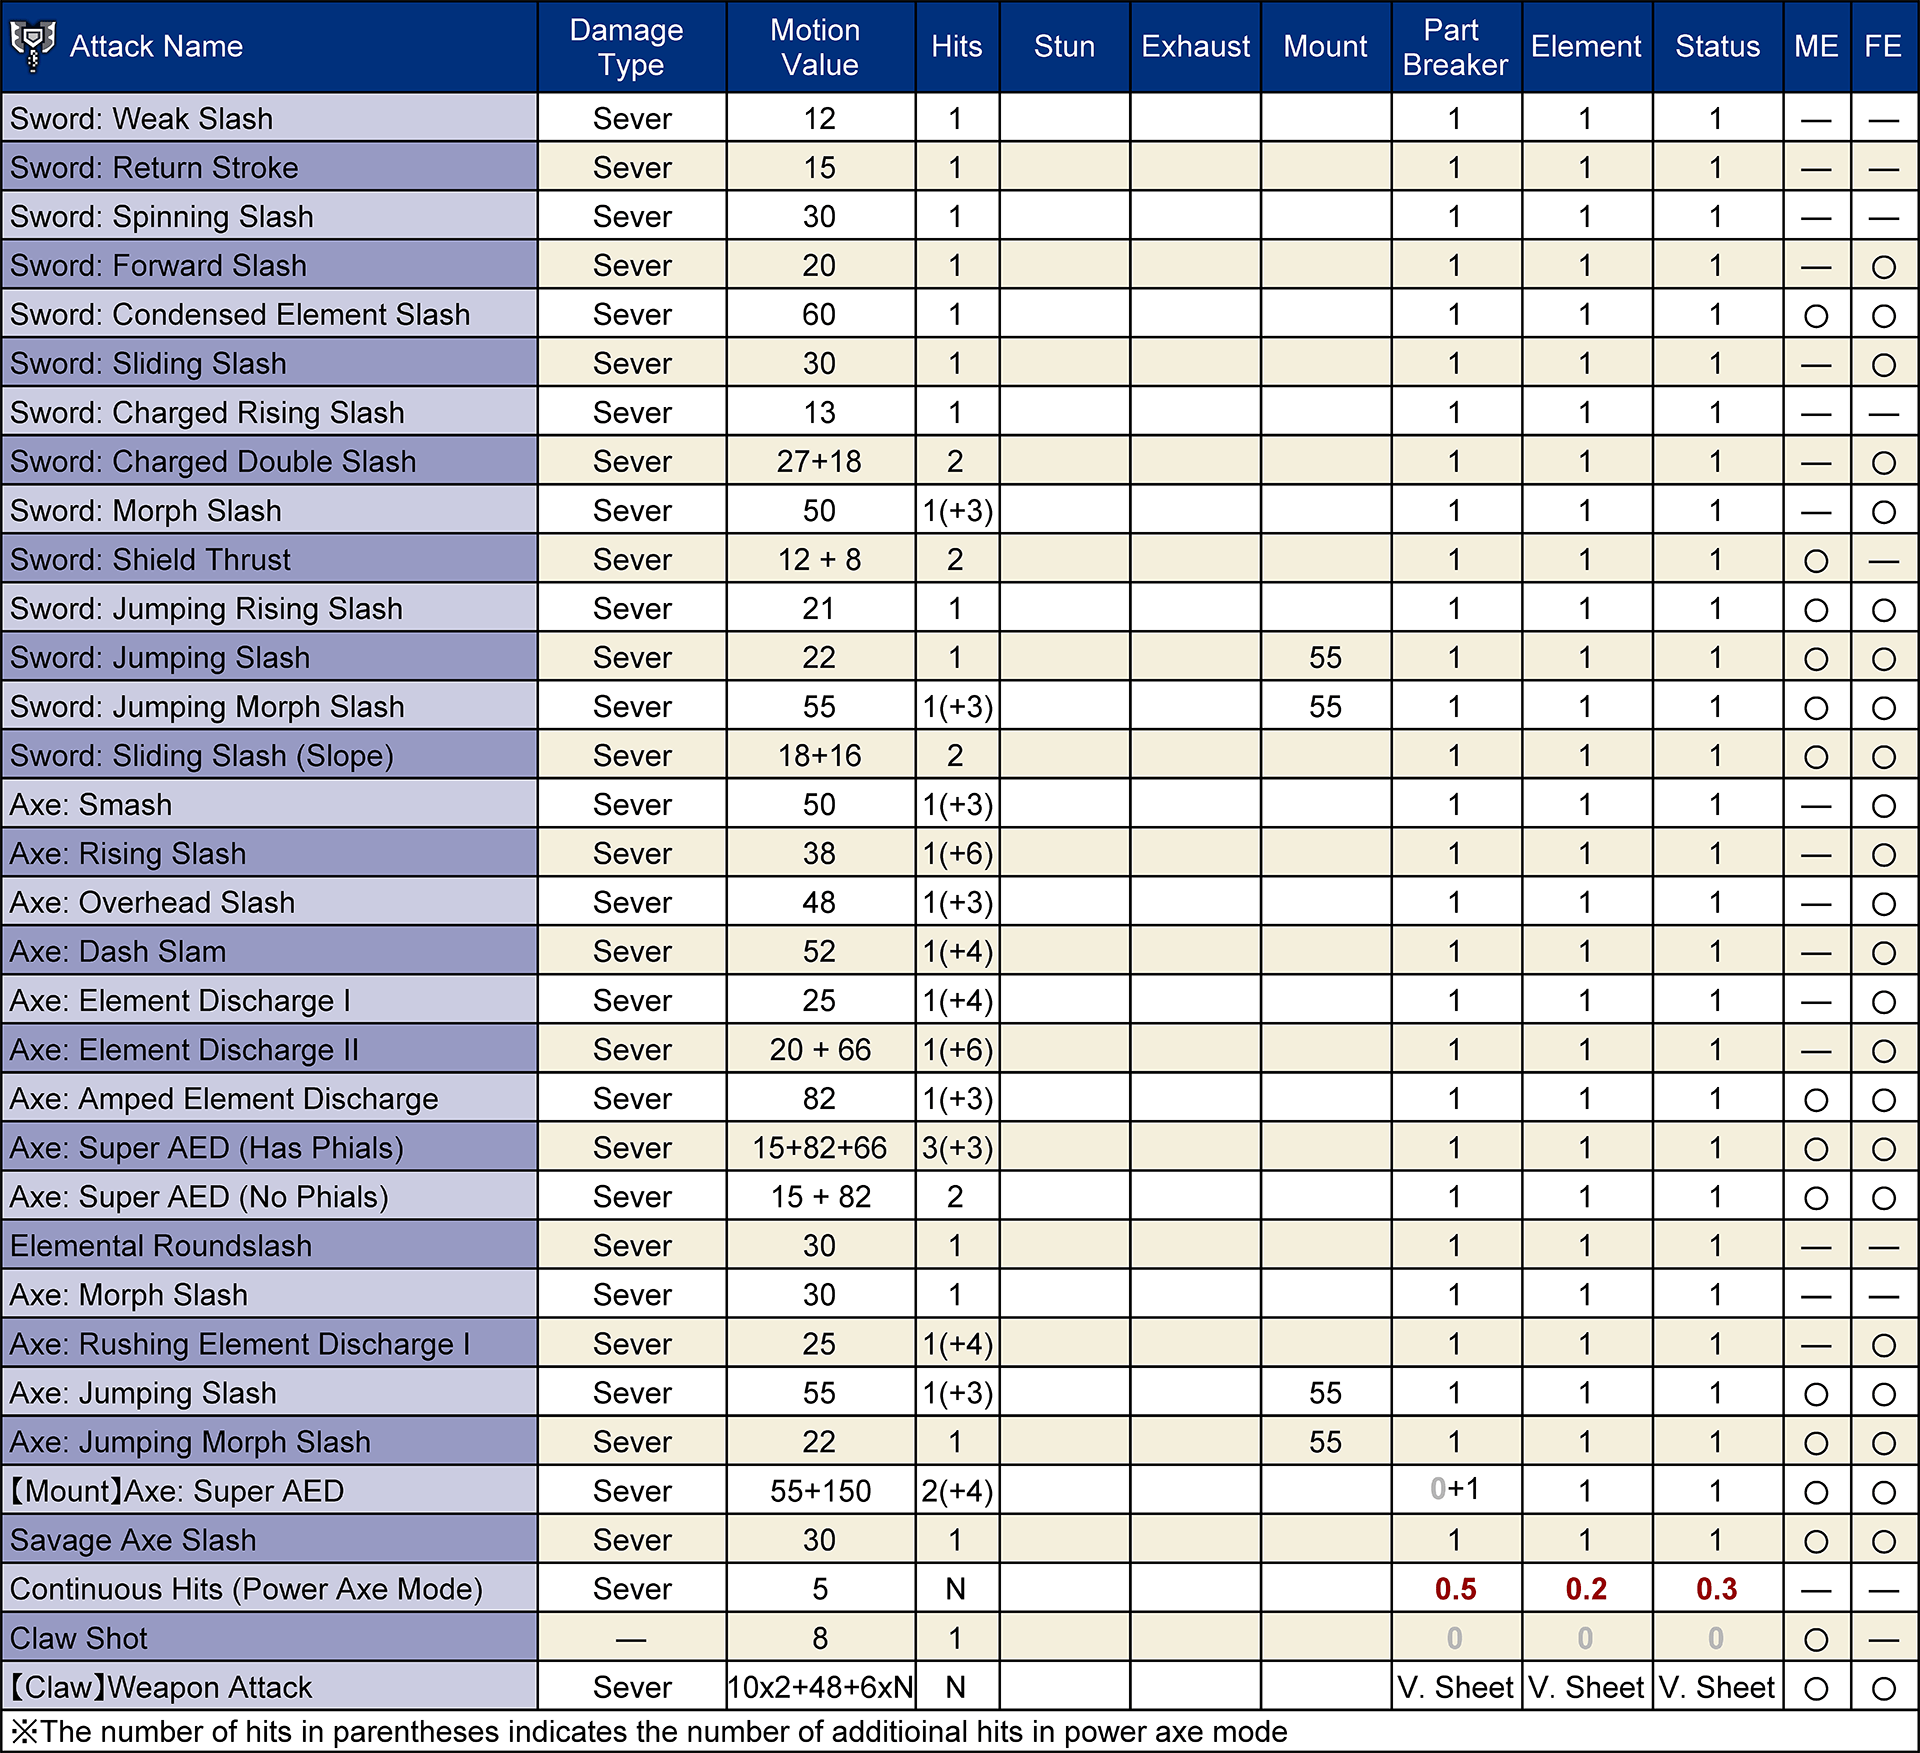 Attack Name Damage Type Motion Value Hits Stun Exhaust Mount Part Breaker Element Status ME FE
Sword: Weak Slash Sever 12 1 1 1 1 — —
Sword: Return Stroke Sever 15 1 1 1 1 — —
Sword: Spinning Slash Sever 30 1 1 1 1 — —
Sword: Forward Slash Sever 20 1 1 1 1 — ○
Sword: Condensed Element Slash Sever 60 1 1 1 1 ○ ○
Sword: Sliding Slash Sever 30 1 1 1 1 — ○
Sword: Charged Rising Slash Sever 13 1 1 1 1 — —
Sword: Charged Double Slash Sever 27+18 2 1 1 1 — ○
Sword: Morph Slash Sever 50 1(+3) 1 1 1 — ○
Sword: Shield Thrust Sever 12 + 8 2 1 1 1 ○ —
Sword: Jumping Rising Slash Sever 21 1 1 1 1 ○ ○
Sword: Jumping Slash Sever 22 1 55 1 1 1 ○ ○
Sword: Jumping Morph Slash Sever 55 1(+3) 55 1 1 1 ○ ○
Sword: Sliding Slash (Slope) Sever 18+16 2 1 1 1 ○ ○
Axe: Smash Sever 50 1(+3) 1 1 1 — ○
Axe: Rising Slash Sever 38 1(+6) 1 1 1 — ○
Axe: Overhead Slash Sever 48 1(+3) 1 1 1 — ○
Axe: Dash Slam Sever 52 1(+4) 1 1 1 — ○
Axe: Element Discharge I Sever 25 1(+4) 1 1 1 — ○
Axe: Element Discharge II Sever 20 + 66 1(+6) 1 1 1 — ○
Axe: Amped Element Discharge Sever 82 1(+3) 1 1 1 ○ ○
Axe: Super AED (Has Phials) Sever 15+82+66 3(+3) 1 1 1 ○ ○
Axe: Super AED (No Phials) Sever 15 + 82 2 1 1 1 ○ ○
Elemental Roundslash Sever 30 1 1 1 1 — —
Axe: Morph Slash Sever 30 1 1 1 1 — —
Axe: Rushing Element Discharge I Sever 25 1(+4) 1 1 1 — ○
Axe: Jumping Slash Sever 55 1(+3) 55 1 1 1 ○ ○
Axe: Jumping Morph Slash Sever 22 1 55 1 1 1 ○ ○
【Mount】Axe: Super AED Sever 55+150 2(+4) 0+1 1 1 ○ ○
Savage Axe Slash Sever 30 1 1 1 1 ○ ○
Continuous Hits (Power Axe Mode) Sever 5 N 0.5 0.2 0.3 — —
Claw Shot — 8 1 0 0 0 ○ —
【Claw】Weapon Attack Sever 10x2+48+6xN N V. Sheet V. Sheet V. Sheet ○ ○
※The number of hits in parentheses indicates the number of additioinal hits in power axe mode